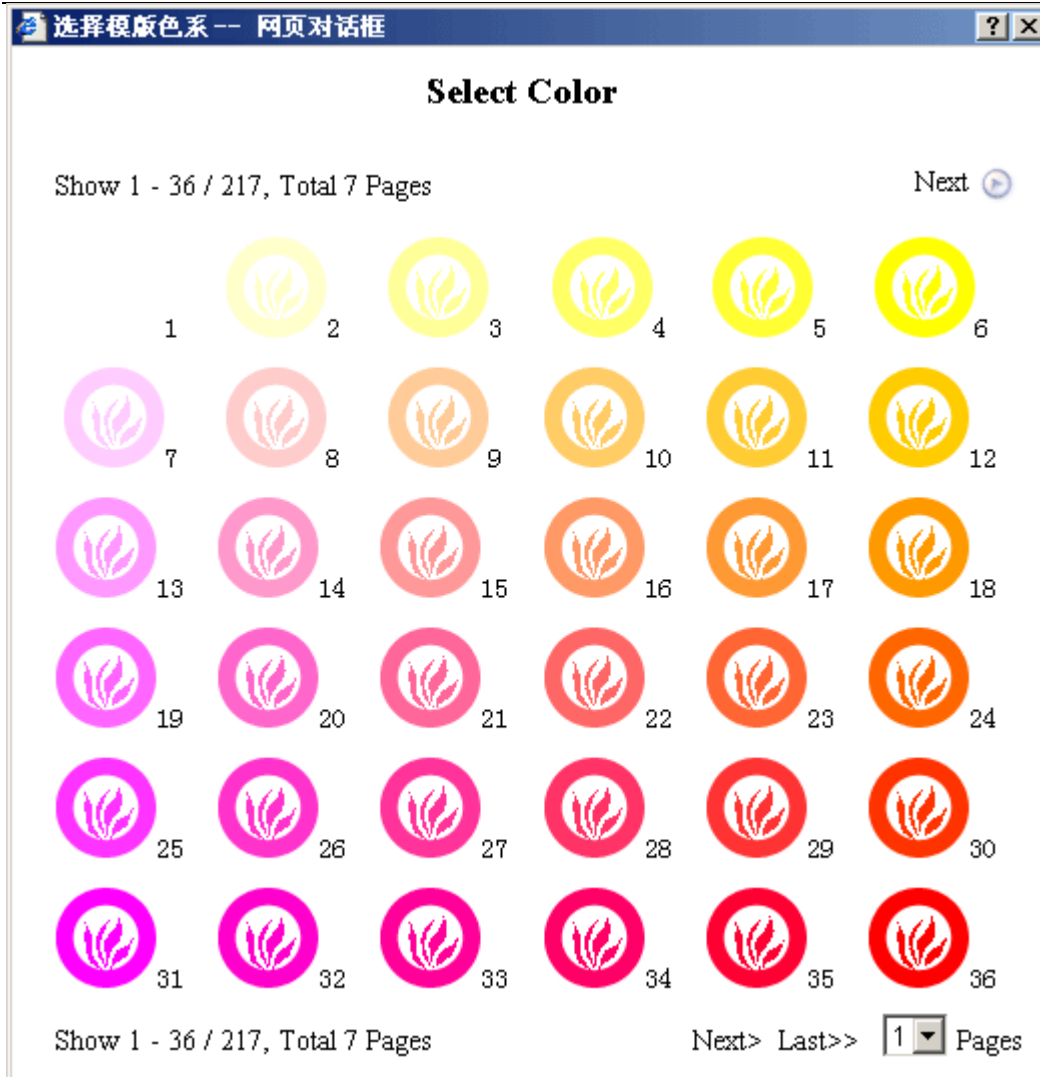 选择模版色系 -- 网页对话框
Select Color
Show 1 - 36 / 217, Total 7 Pages
Next
1 2 3 4 5 6
7 8 9 10 11 12
13 14 15 16 17 18
19 20 21 22 23 24
25 26 27 28 29 30
31 32 33 34 35 36
Show 1 - 36 / 217, Total 7 Pages Next> Last>> 1 Pages